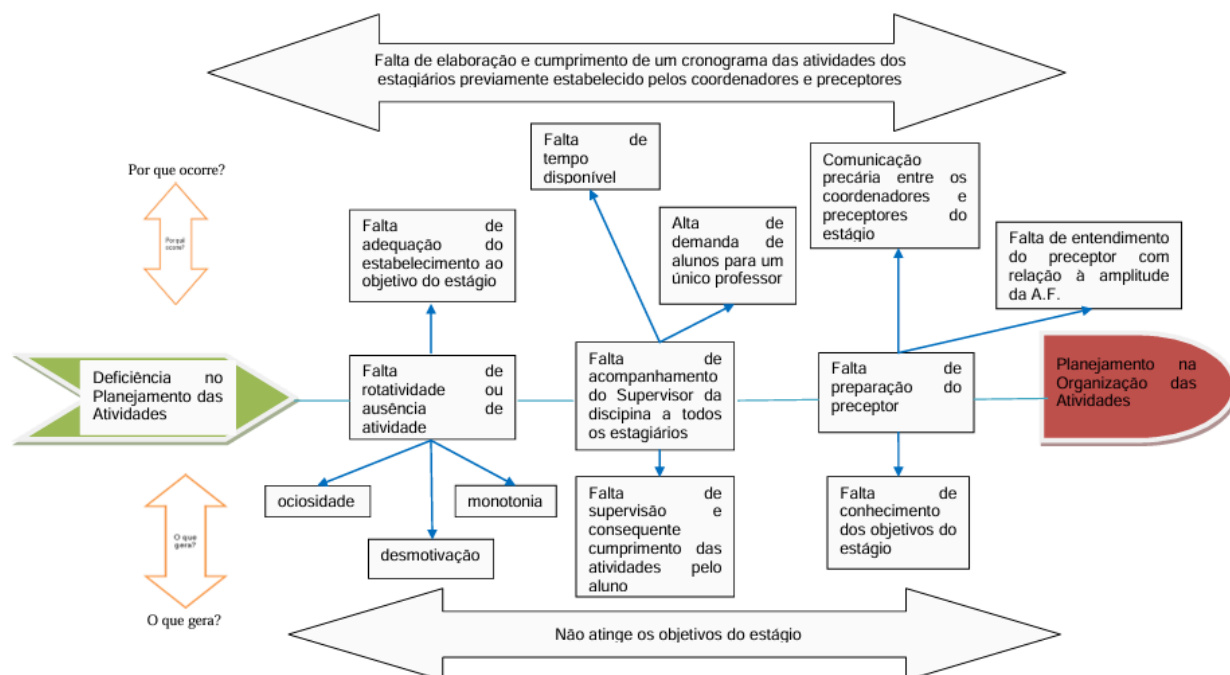 Falta de elaboração e cumprimento de um cronograma das atividades dos
estagiários previamente estabelecido pelos coordenadores e preceptores
Por que ocorre?
Por quê
ocorre?
Falta de
tempo
disponível
Comunicação
precária entre os
coordenadores e
preceptores do
estágio
Falta de
adequação do
estabelecimento ao
objetivo do estágio
Alta de
demanda de
alunos para um
único professor
Falta de entendimento
do preceptor com
relação à amplitude
da A.F.
Deficiência no
Planejamento das
Atividades
Falta de
rotatividade ou
ausência de
atividade
Falta de
acompanhamento
do Supervisor da
discipina a todos
os estagiários
Falta de
preparação do
preceptor
Planejamento na
Organização das
Atividades
ociosidade
monotonia
desmotivação
Falta de
supervisão e
consequente
cumprimento das
atividades pelo
aluno
Falta de
conhecimento
dos objetivos do
estágio
O que
gera?
O que gera?
Não atinge os objetivos do estágio